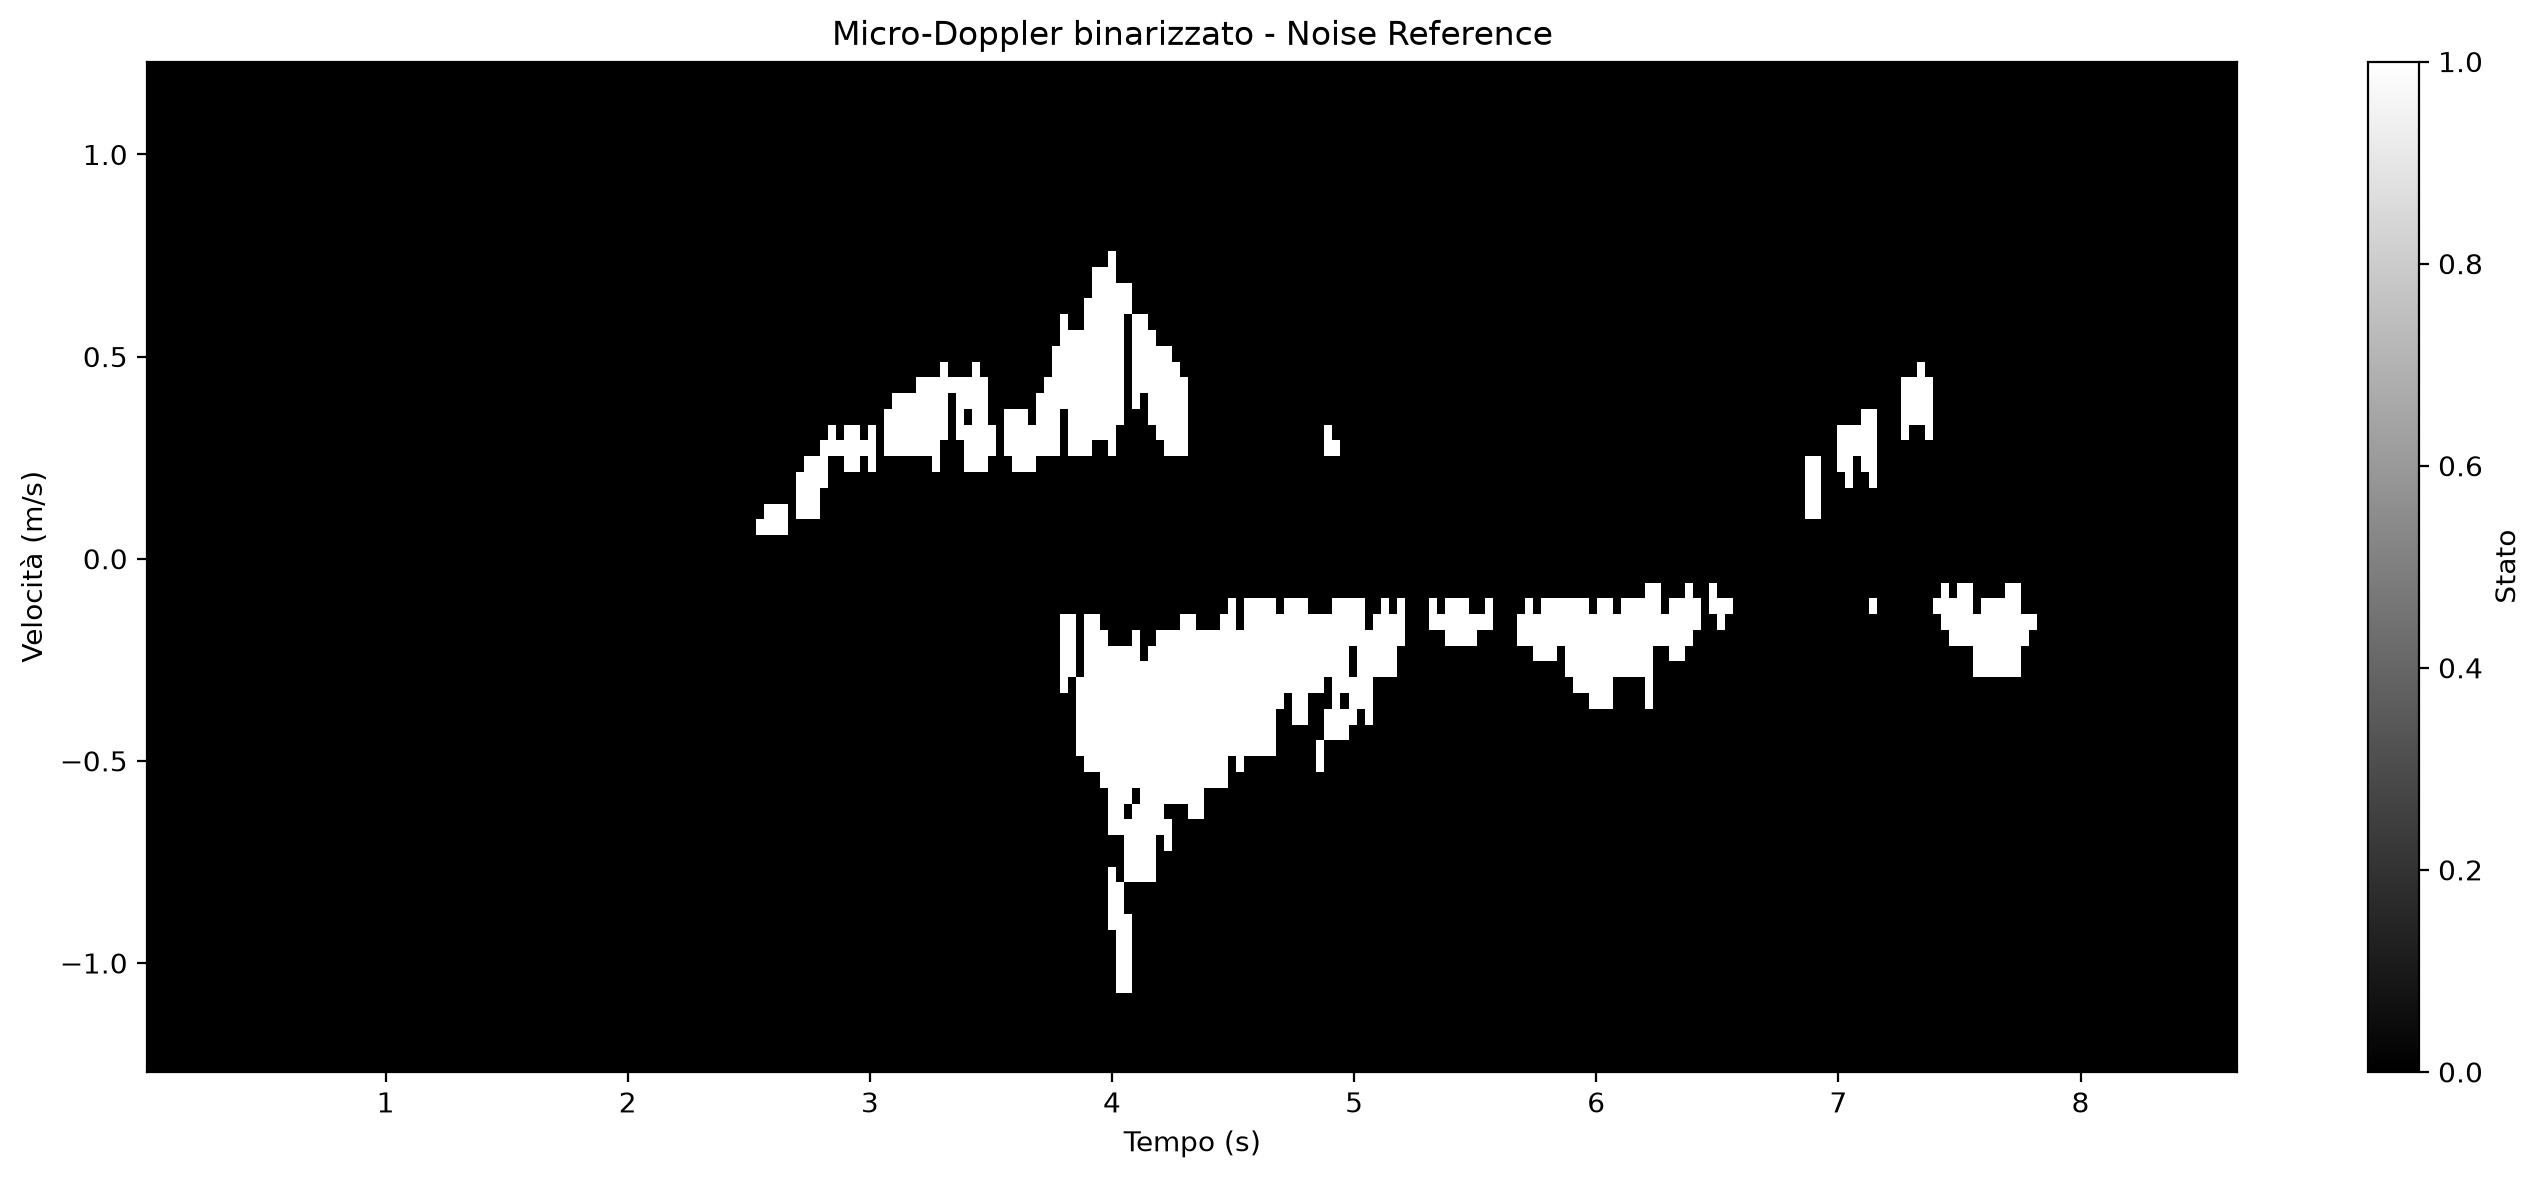 Micro-Doppler binarizzato - Noise Reference
Velocità (m/s)
1.0
0.5
0.0
−0.5
−1.0
1 2 3 4 5 6 7 8
Tempo (s)
1.0
0.8
0.6
0.4
0.2
0.0
Stato